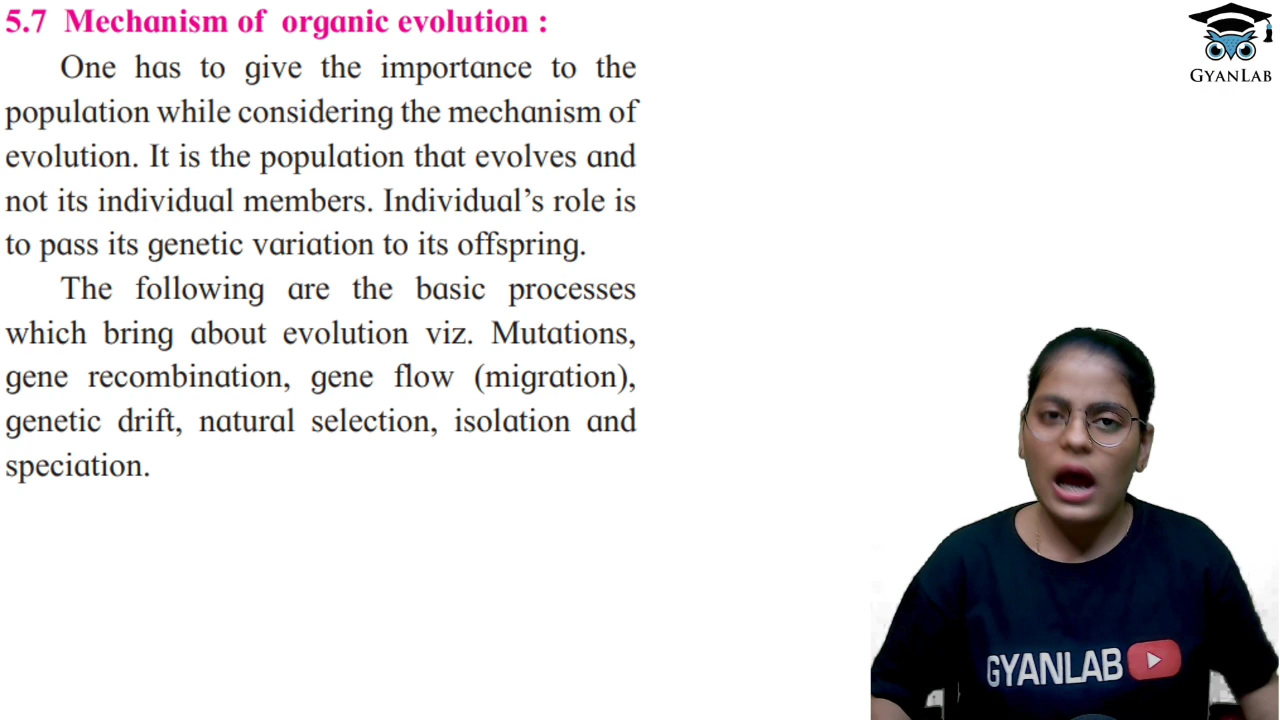 5.7 Mechanism of organic evolution :
One has to give the importance to the
population while considering the mechanism of
evolution. It is the population that evolves and
not its individual members. Individual's role is
to pass its genetic variation to its offspring.
The following are the basic processes
which bring about evolution viz. Mutations,
gene recombination, gene flow (migration),
genetic drift, natural selection, isolation and
speciation.
GYANLAB
GYANLAB